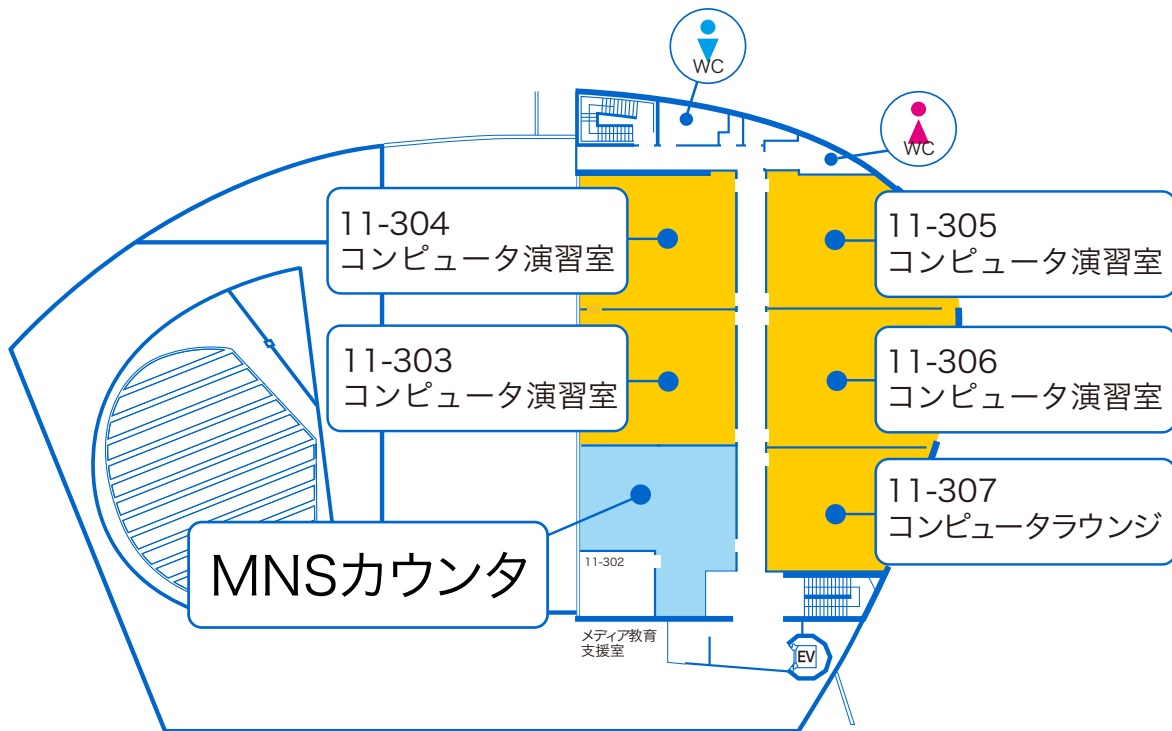 WC
WC
11-304
コンピュータ演習室
11-305
コンピュータ演習室
11-303
コンピュータ演習室
11-306
コンピュータ演習室
11-307
コンピュータラウンジ
MNSカウンタ
11-302
メディア教育
支援室
EV